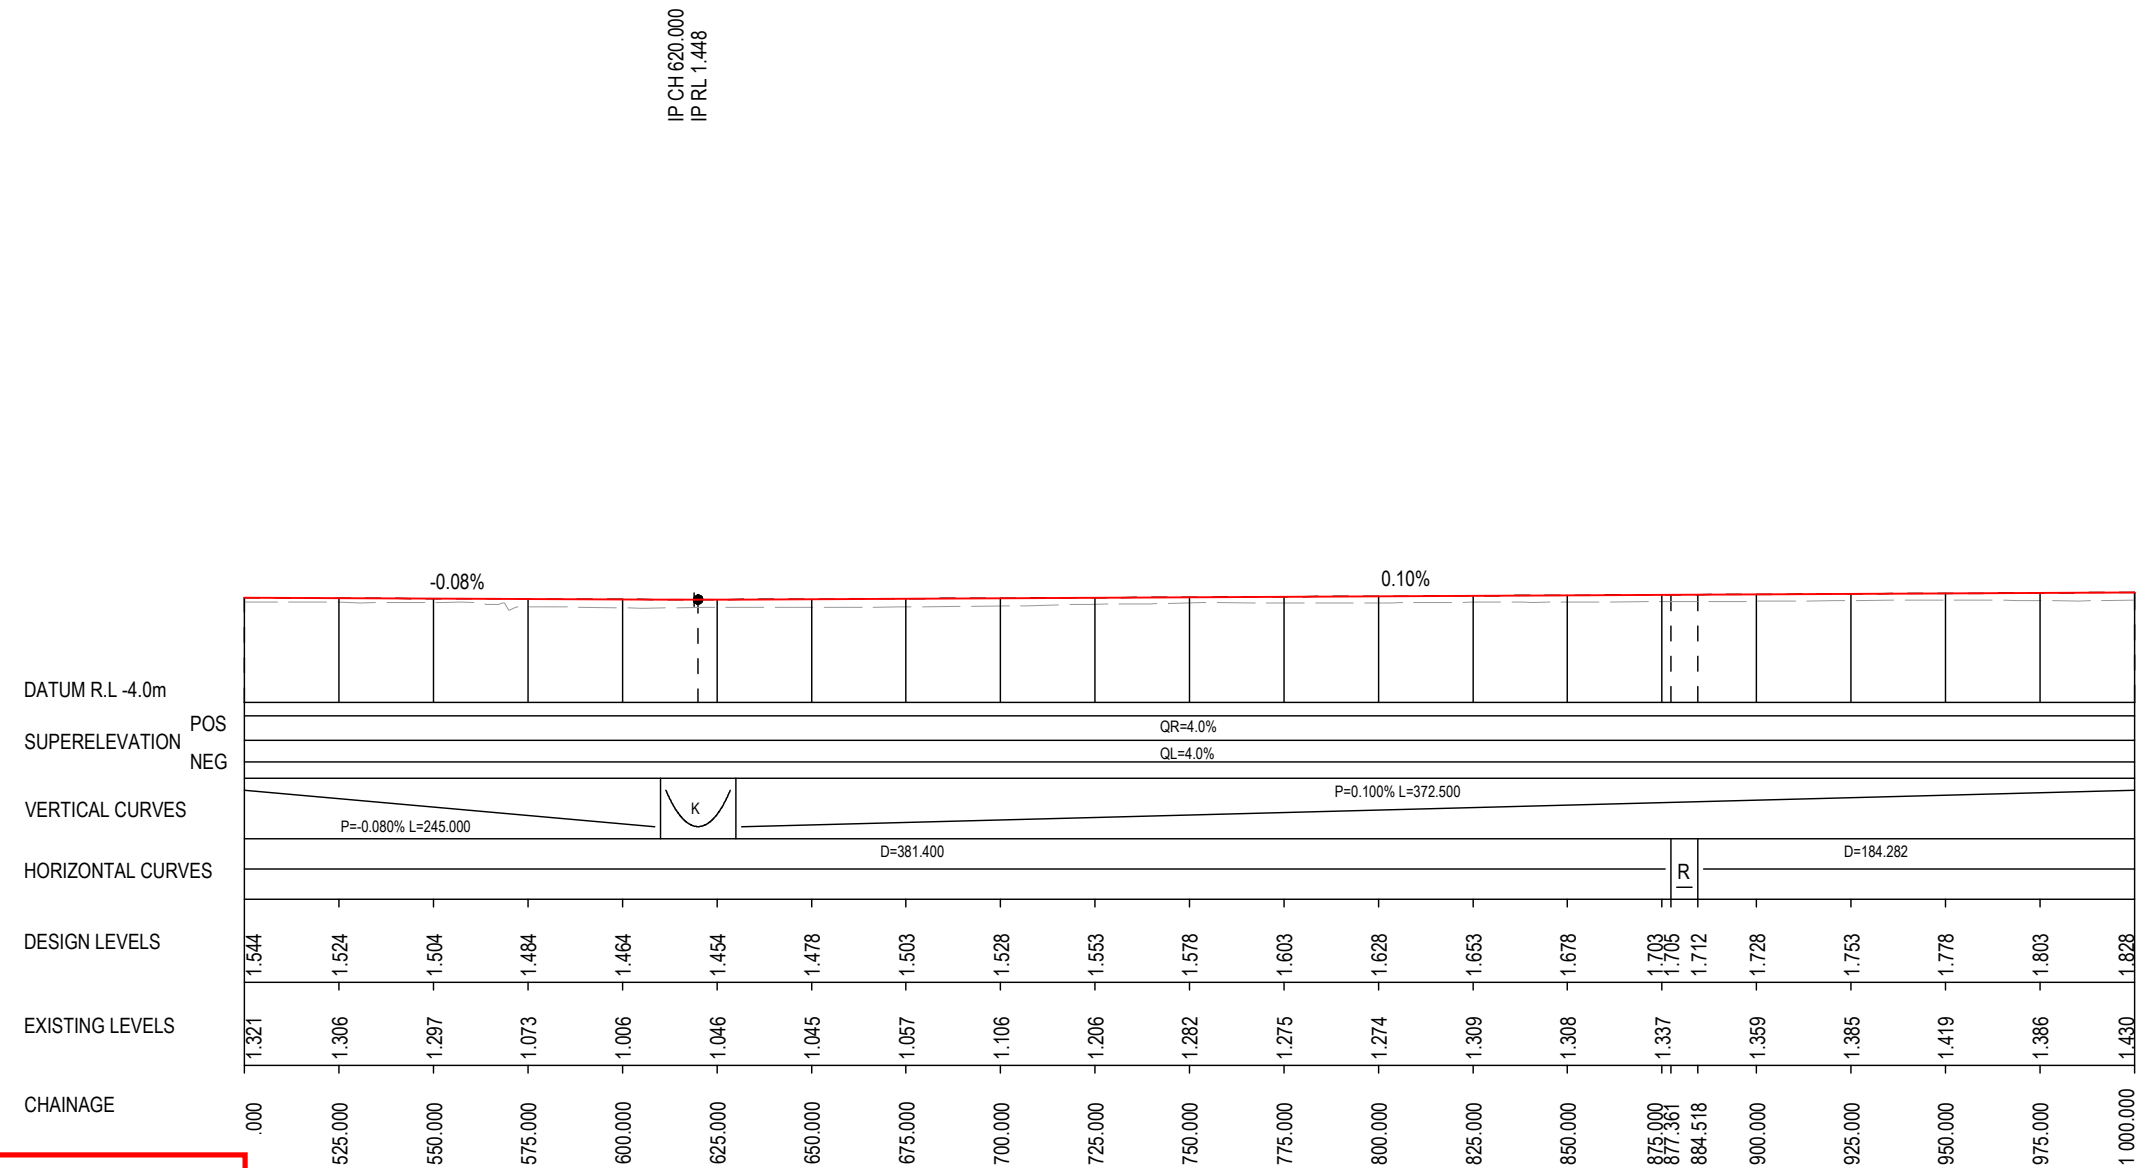 IP CH 620.000
IP RL 1.448
-0.08%
0.10%
DATUM R.L -4.0m
SUPERELEVATION
POS
QR=4.0%
NEG
QL=4.0%
VERTICAL CURVES
P=-0.080% L=245.000
K
P=0.100% L=372.500
HORIZONTAL CURVES
D=381.400
R
D=184.282
DESIGN LEVELS
1.544 1.524 1.504 1.484 1.464 1.454 1.478 1.503 1.528 1.553 1.578 1.603 1.628 1.653 1.678 1.703 1.705 1.712 1.728 1.753 1.778 1.803 1.828
EXISTING LEVELS
1.321 1.306 1.297 1.073 1.006 1.046 1.045 1.057 1.106 1.206 1.282 1.275 1.274 1.309 1.308 1.337 1.359 1.385 1.419 1.386 1.430
CHAINAGE
.000 525.000 550.000 575.000 600.000 625.000 650.000 675.000 700.000 725.000 750.000 775.000 800.000 825.000 850.000 875.000 877.361 884.518 900.000 925.000 950.000 975.000 1 000.000